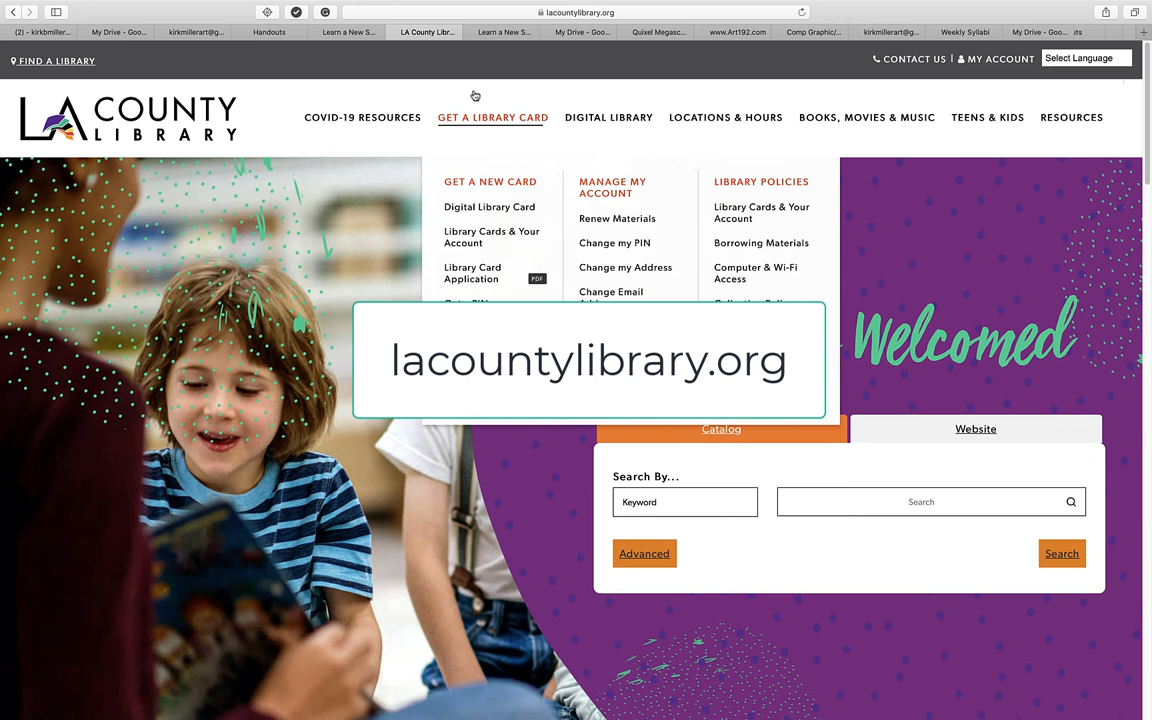 lacountylibrary.org
(2) - kirkbmiller...
My Drive - Goo...
kirkmillerart@g...
Handouts
Learn a New S...
LA County Libr...
Learn a New S...
My Drive - Goo...
Quixel Megasc...
www.Art192.com
Comp Graphic/...
kirkmillerart@g...
Weekly Syllabi
My Drive - Goo...
FIND A LIBRARY
CONTACT US | MY ACCOUNT
Select Language
LA COUNTY
LIBRARY
COVID-19 RESOURCES
GET A LIBRARY CARD
DIGITAL LIBRARY
LOCATIONS & HOURS
BOOKS, MOVIES & MUSIC
TEENS & KIDS
RESOURCES
GET A NEW CARD
Digital Library Card
Library Cards & Your
Account
Library Card
Application
PDF
MANAGE MY
ACCOUNT
Renew Materials
Change my PIN
Change my Address
Change Email
LIBRARY POLICIES
Library Cards & Your
Account
Borrowing Materials
Computer & Wi-Fi
Access
lacountylibrary.org
Welcomed
Catalog
Website
Search By...
Keyword
Search
Advanced
Search